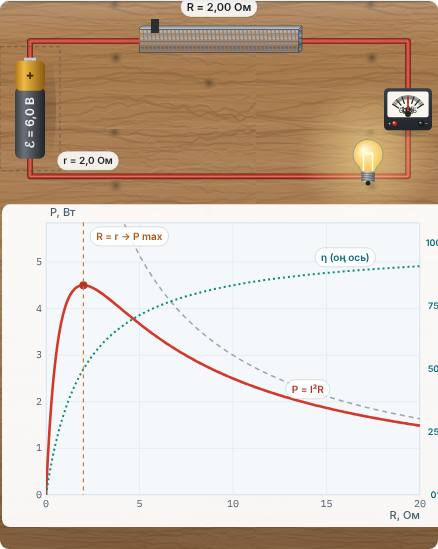 R = 2,00 Ом
+
ℰ = 6,0 В
r = 2,0 Ом
P, Вт
R = r → P max
η (оң ось)
100
5
4
75
3
50
2
P = I²R
25
1
0
0%
0
5
10
15
20
R, Ом